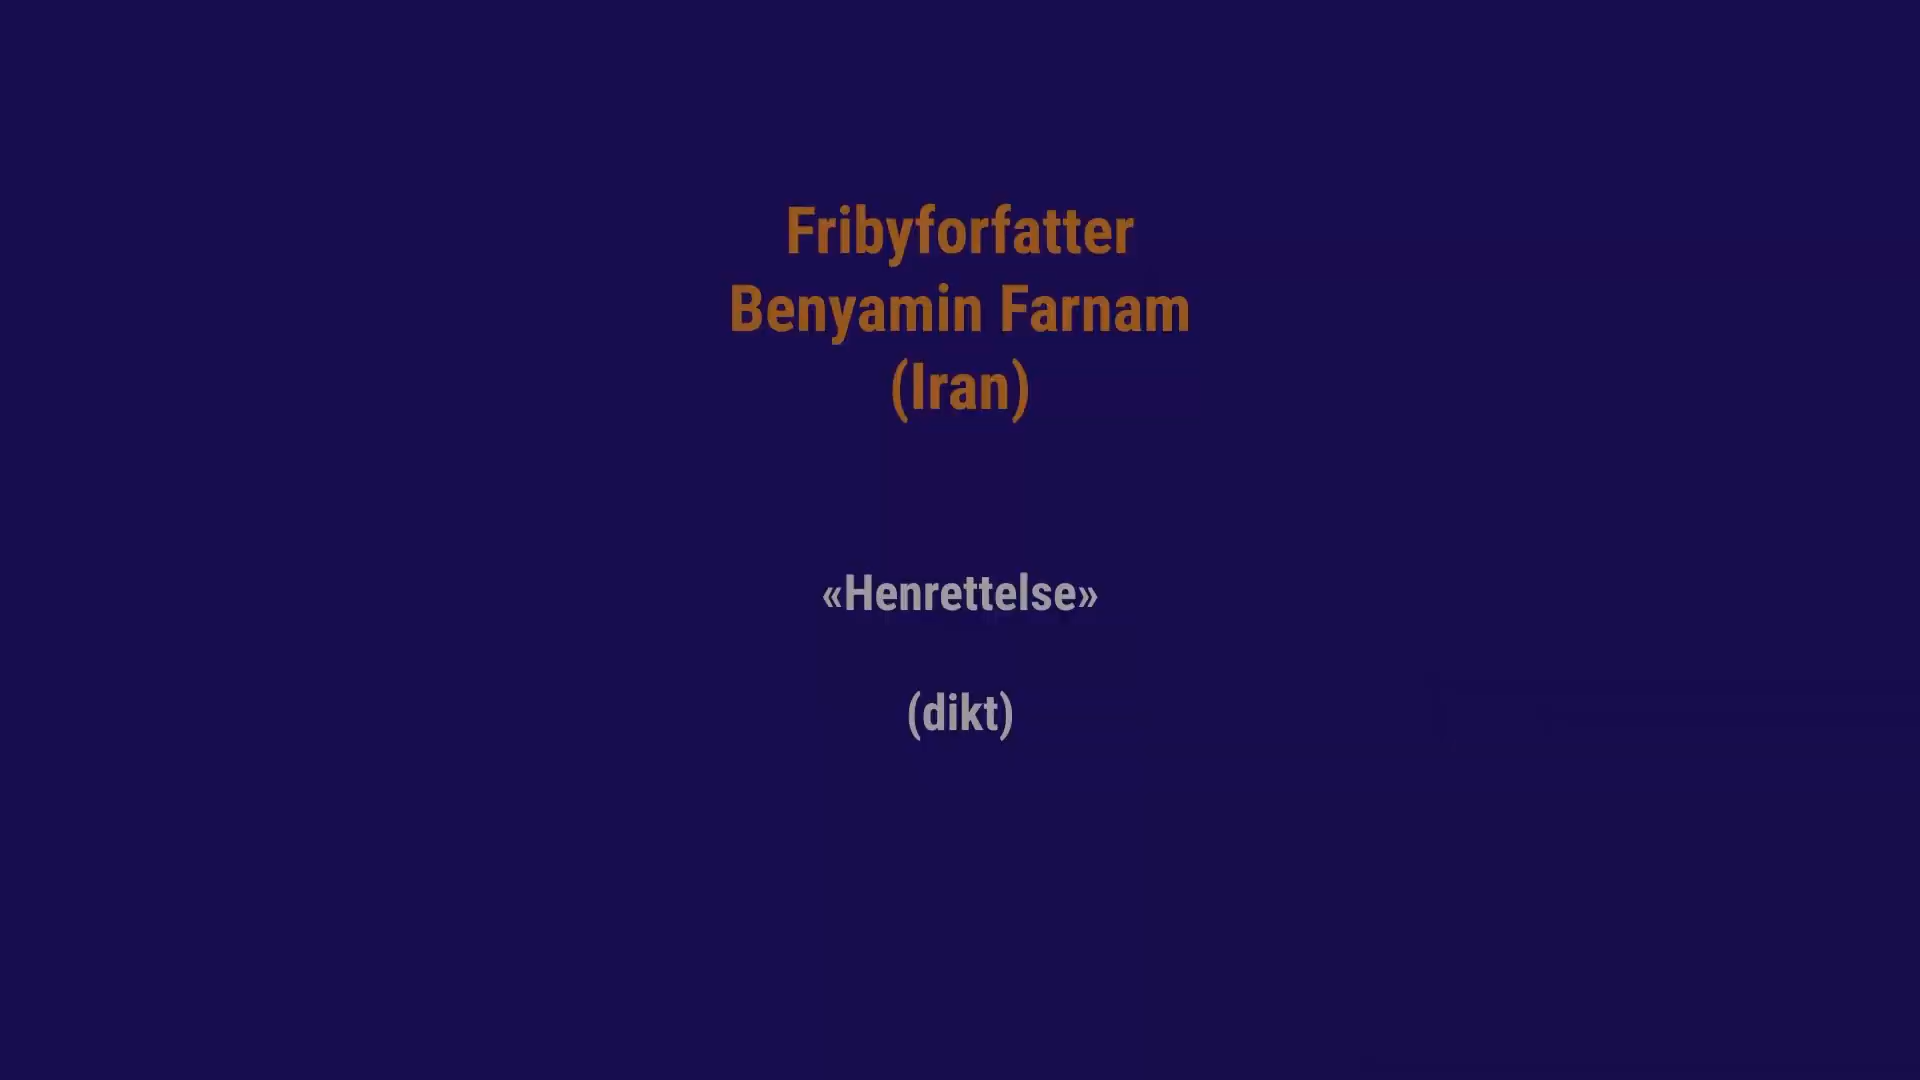 Fribyforfatter
Benyamin Farnam
(Iran)
«Henrettelse»
(dikt)